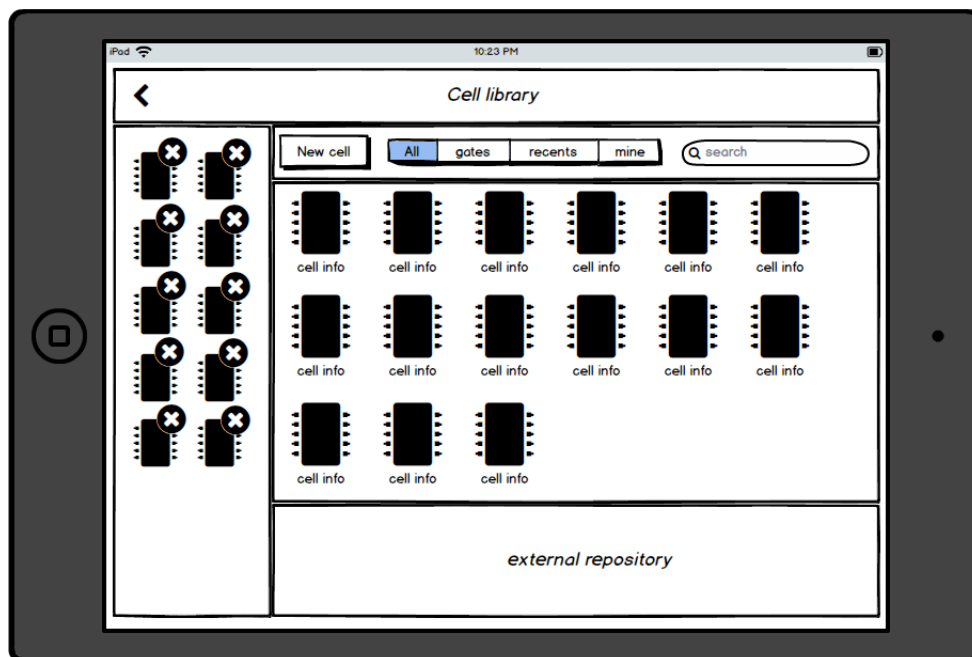 iPad 10:23 PM
Cell library
New cell All gates recents mine search
cell info cell info cell info cell info cell info cell info
cell info cell info cell info cell info cell info cell info
cell info cell info cell info
external repository